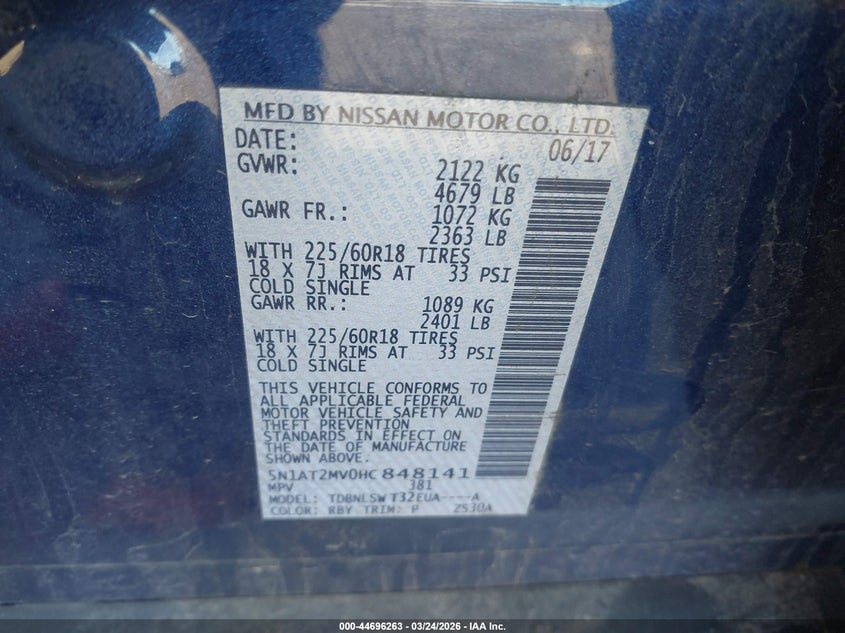 MFD BY NISSAN MOTOR CO., LTD.
DATE: 06/17
GVWR: 2122 KG
4679 LB
GAWR FR.: 1072 KG
2363 LB
WITH 225/60R18 TIRES
18 X 7J RIMS AT 33 PSI
COLD SINGLE
GAWR RR.: 1089 KG
2401 LB
WITH 225/60R18 TIRES
18 X 7J RIMS AT 33 PSI
COLD SINGLE
THIS VEHICLE CONFORMS TO
ALL APPLICABLE FEDERAL
MOTOR VEHICLE SAFETY AND
THEFT PREVENTION
STANDARDS IN EFFECT ON
THE DATE OF MANUFACTURE
SHOWN ABOVE.
5N1AT2MV0HC848141
MPV 381
MODEL: TDBNLSW T32EUA----A
COLOR: RBY TRIM: P 2530A
000-44696263 - 03/24/2026 - IAA Inc.